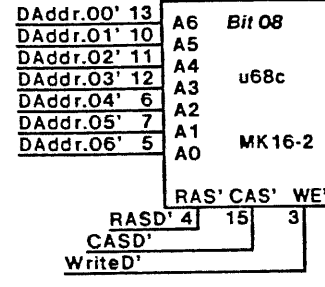 DAddr.00' 13 A6 Bit 08
DAddr.01' 10 A5
DAddr.02' 11 A4 u68c
DAddr.03' 12 A3
DAddr.04' 6 A2
DAddr.05' 7 A1 MK16-2
DAddr.06' 5 A0
RAS' CAS' WE'
RASD' 4 15 3
CASD'
WriteD'